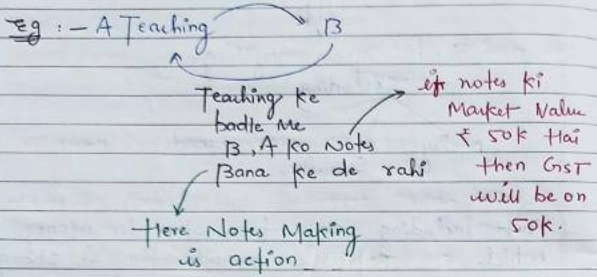 Eg :- A Teaching B
Teaching ke
badle Me
B, A ko Notes
Bana ke de rahi
Here Notes Making
is action
if notes ki
Market Value
₹ 50k Hai
then GST
will be on
50k.